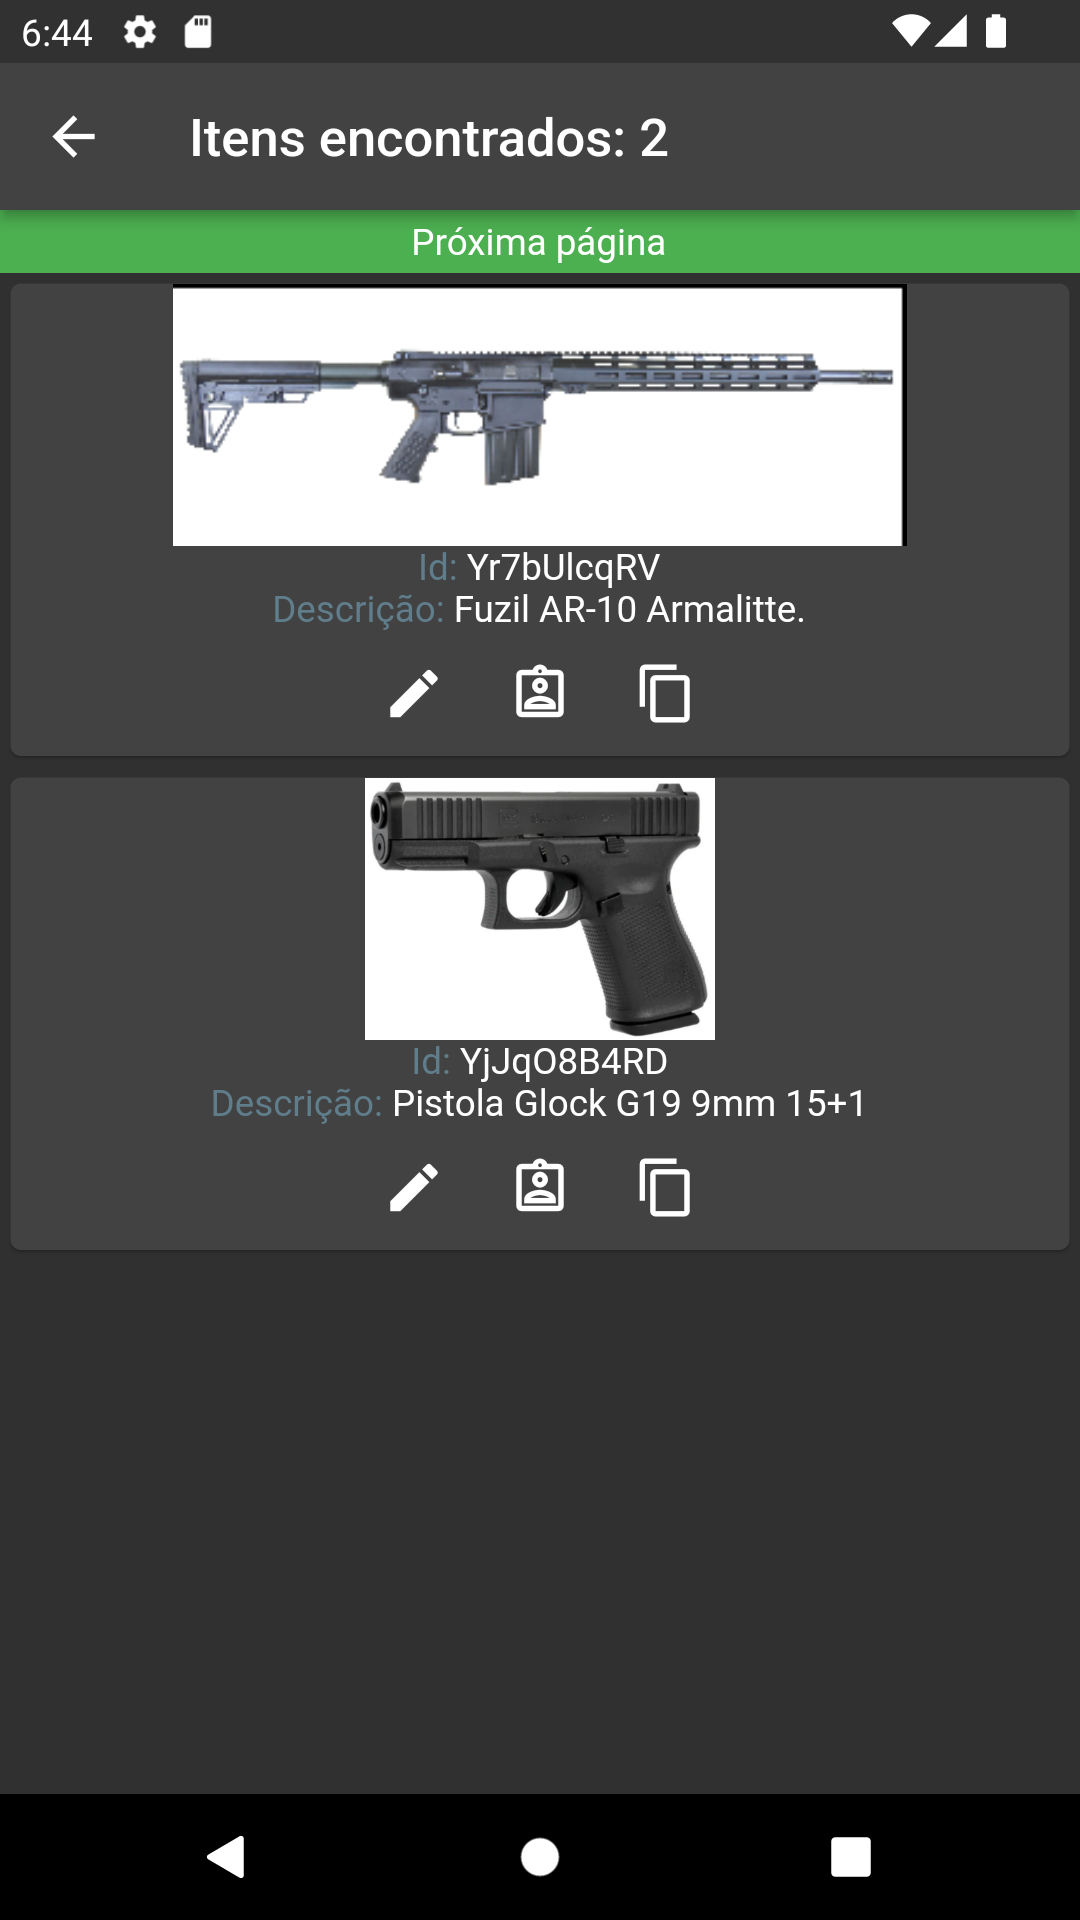 6:44
Itens encontrados: 2
Próxima página
Id: Yr7bUlcqRV
Descrição: Fuzil AR-10 Armalitte.
Id: YjJqO8B4RD
Descrição: Pistola Glock G19 9mm 15+1